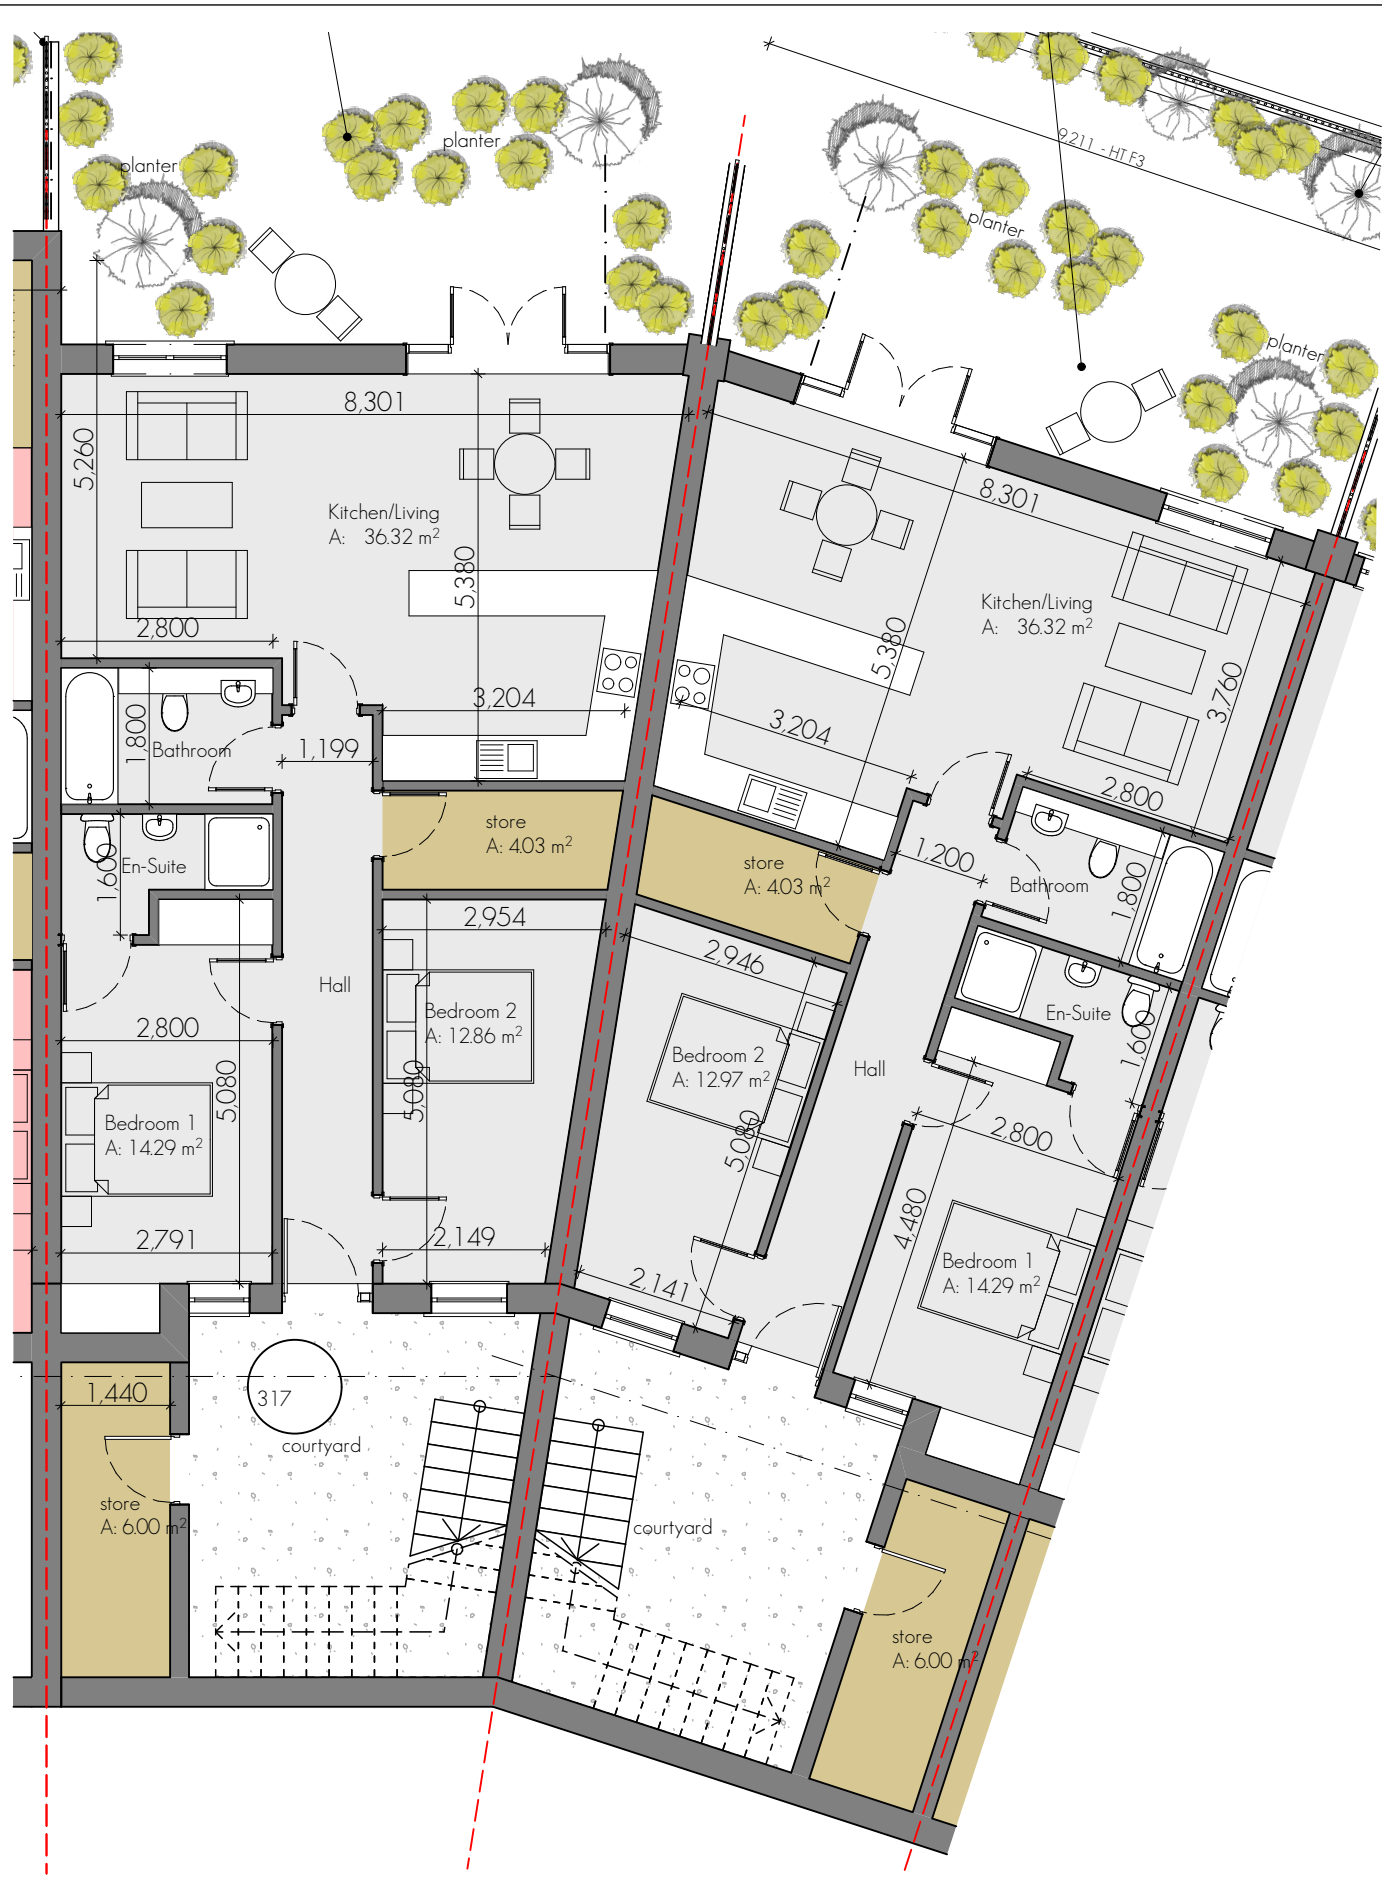 planter
planter
9,211 - HT F3
planter
planter
8,301
5,260
Kitchen/Living
A: 36.32 m²
5,380
2,800
3,204
1,800
Bathroom
1,199
store
A: 4.03 m²
En-Suite
1,600
2,954
Hall
Bedroom 2
A: 12.86 m²
2,800
5,080
5,080
Bedroom 1
A: 14.29 m²
2,791
2,149
8,301
Kitchen/Living
A: 36.32 m²
5,380
3,760
3,204
2,800
store
A: 4.03 m²
1,200
Bathroom
1,800
2,946
En-Suite
1,600
Bedroom 2
A: 12.97 m²
Hall
5,080
2,800
4,480
Bedroom 1
A: 14.29 m²
2,141
1,440
317
courtyard
store
A: 6.00 m²
courtyard
store
A: 6.00 m²